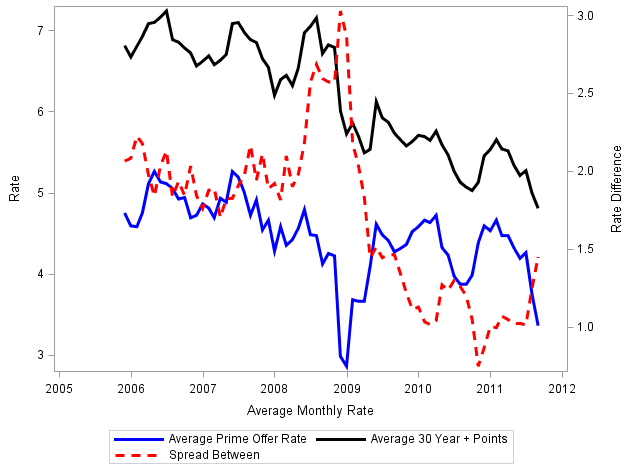 7
6
5
4
3
Rate
3.0
2.5
2.0
1.5
1.0
Rate Difference
2005 2006 2007 2008 2009 2010 2011 2012
Average Monthly Rate
Average Prime Offer Rate Average 30 Year + Points
Spread Between